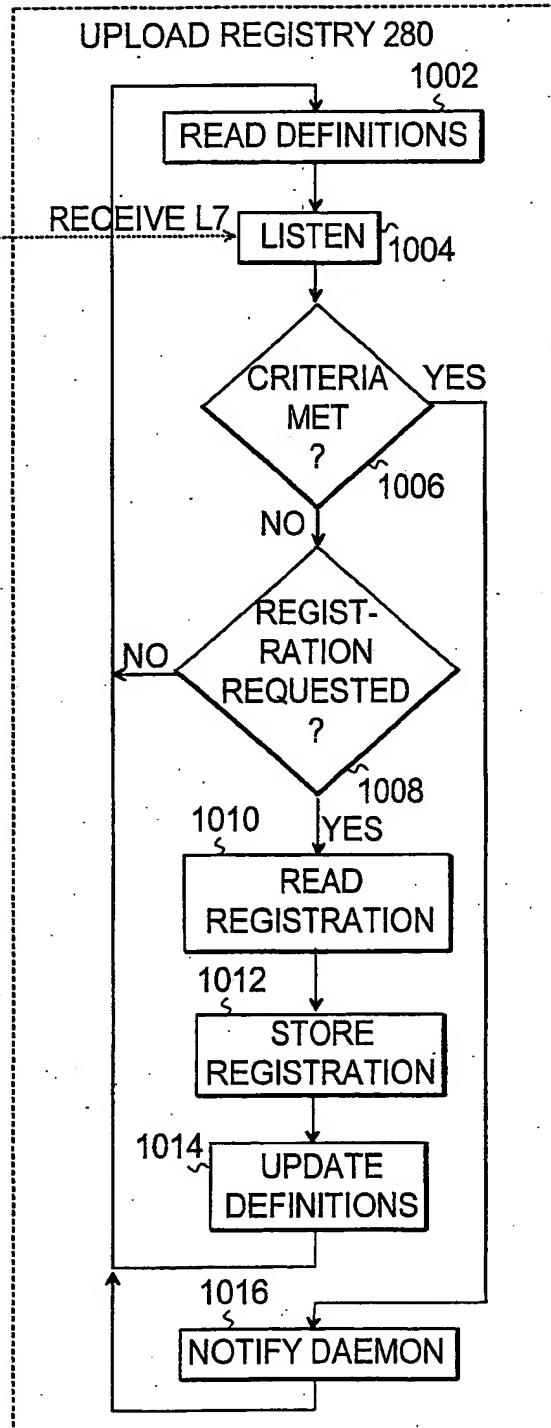 UPLOAD REGISTRY 280
1002
READ DEFINITIONS
RECEIVE L7
LISTEN
1004
CRITERIA
MET
?
YES
1006
NO
REGIST-
RATION
REQUESTED
?
NO
1008
YES
1010
READ
REGISTRATION
1012
STORE
REGISTRATION
1014
UPDATE
DEFINITIONS
1016
NOTIFY DAEMON